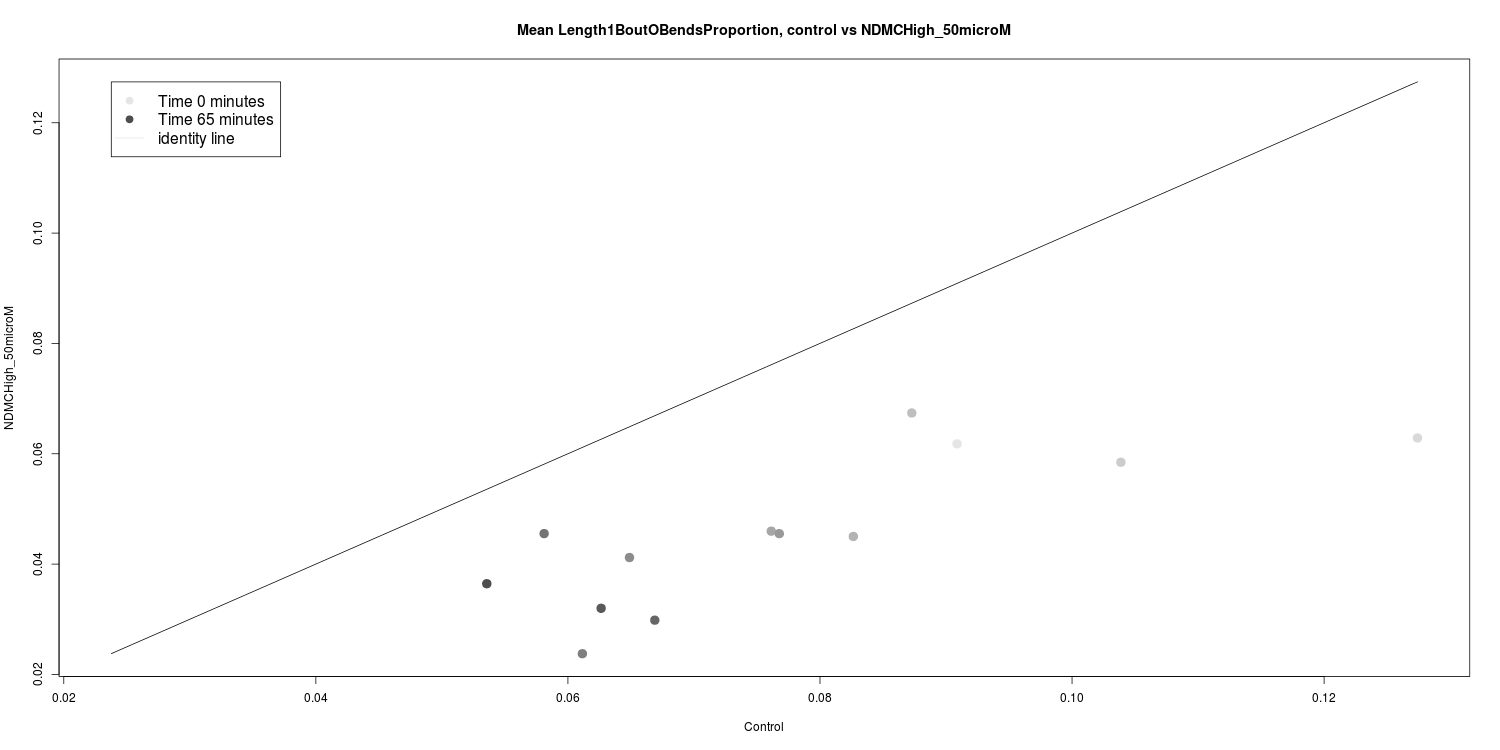 Mean Length1BoutOBendsProportion, control vs NDMCHigh_50microM
Time 0 minutes
Time 65 minutes
identity line
NDMCHigh_50microM
0.12
0.10
0.08
0.06
0.04
0.02
0.02 0.04 0.06 0.08 0.10 0.12
Control